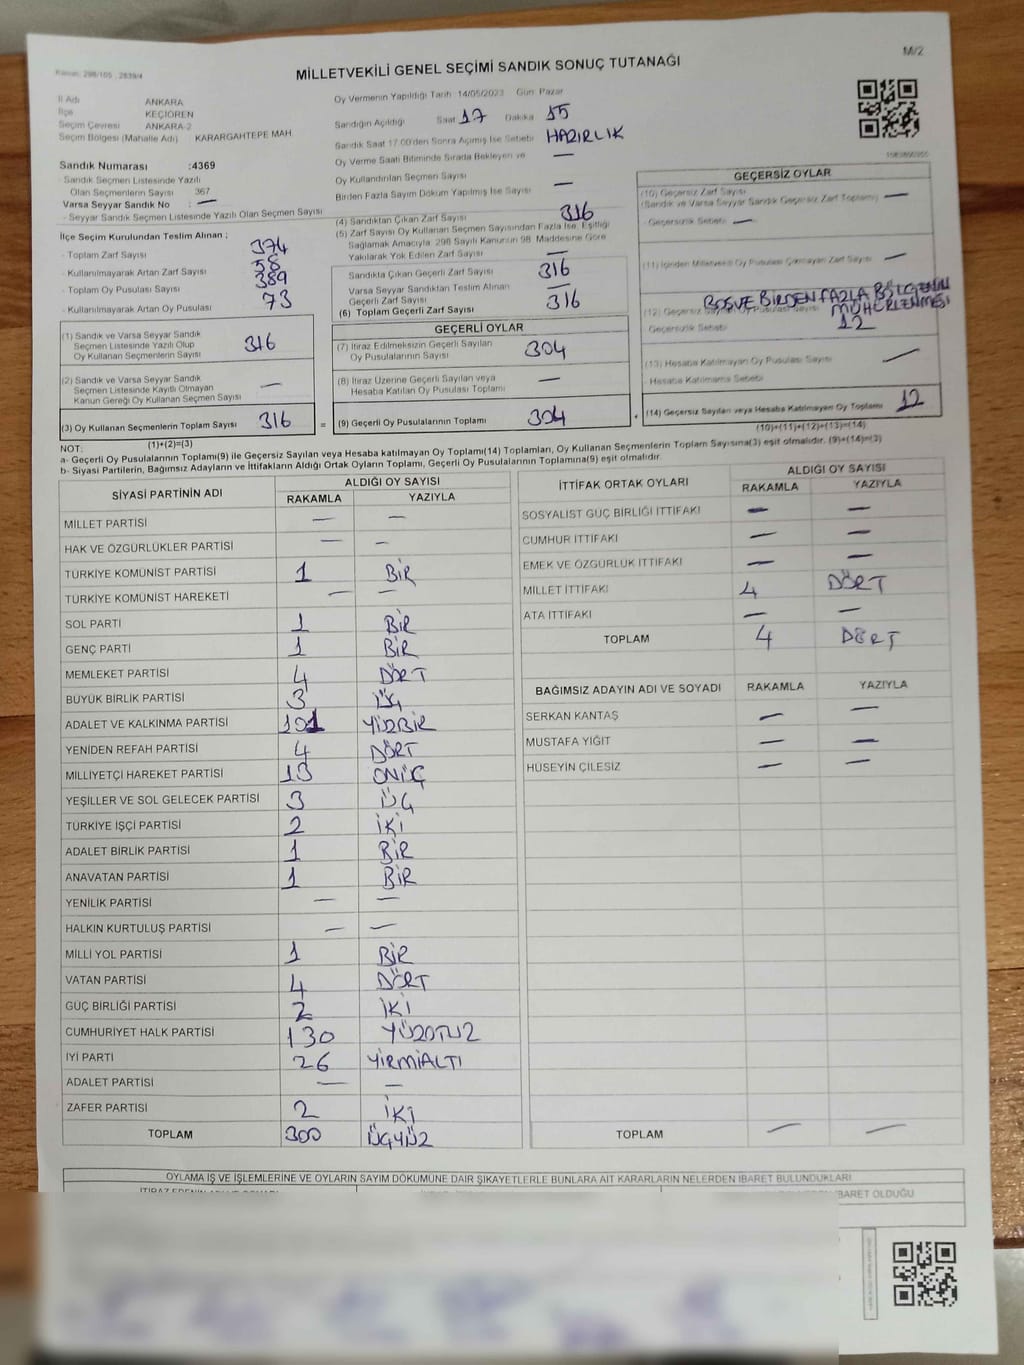 M/2
Kanun: 298/105 , 2839/4
MİLLETVEKİLİ GENEL SEÇİMİ SANDIK SONUÇ TUTANAĞI
İl Adı ANKARA
İlçe KEÇİÖREN
Seçim Çevresi ANKARA-2
Seçim Bölgesi (Mahalle Adı) KARARGAHTEPE MAH.
Sandık Numarası :4369
- Sandık Seçmen Listesinde Yazılı
Olan Seçmenlerin Sayısı 367
Varsa Seyyar Sandık No : —
- Seyyar Sandık Seçmen Listesinde Yazılı Olan Seçmen Sayısı
İlçe Seçim Kurulundan Teslim Alınan ;
- Toplam Zarf Sayısı 374
- Kullanılmayarak Artan Zarf Sayısı 58
- Toplam Oy Pusulası Sayısı 389
- Kullanılmayarak Artan Oy Pusulası 73
(1) Sandık ve Varsa Seyyar Sandık
Seçmen Listesinde Yazılı Olup
Oy Kullanan Seçmenlerin Sayısı 316
(2) Sandık ve Varsa Seyyar Sandık
Seçmen Listesinde Kayıtlı Olmayan
Kanun Gereği Oy Kullanan Seçmen Sayısı —
(3) Oy Kullanan Seçmenlerin Toplam Sayısı 316
(1)+(2)=(3)
Oy Vermenin Yapıldığı Tarih 14/05/2023 Gün Pazar
Sandığın Açıldığı Saat 17 Dakika 15
Sandık Saat 17.00'den Sonra Açılmış İse Sebebi HAZIRLIK
Oy Verme Saati Bitiminde Sırada Bekleyen ve —
Oy Kullandırılan Seçmen Sayısı
Birden Fazla Sayım Döküm Yapılmış İse Sayısı —
(4) Sandıktan Çıkan Zarf Sayısı 316
(5) Zarf Sayısı Oy Kullanan Seçmen Sayısından Fazla İse, Eşitliği
Sağlamak Amacıyla, 298 Sayılı Kanunun 98. Maddesine Göre
Yakılarak Yok Edilen Zarf Sayısı —
Sandıkta Çıkan Geçerli Zarf Sayısı 316
Varsa Seyyar Sandıktan Teslim Alınan
Geçerli Zarf Sayısı —
(6) Toplam Geçerli Zarf Sayısı 316
GEÇERLİ OYLAR
(7) İtiraz Edilmeksizin Geçerli Sayılan
Oy Pusulalarının Sayısı 304
(8) İtiraz Üzerine Geçerli Sayılan veya
Hesaba Katılan Oy Pusulası Toplamı —
= (9) Geçerli Oy Pusulalarının Toplamı 304 +
GEÇERSİZ OYLAR
(10) Geçersiz Zarf Sayısı
(Sandık ve Varsa Seyyar Sandık Geçersiz Zarf Toplamı) —
- Geçersizlik Sebebi —
(11) İçinden Milletvekili Oy Pusulası Çıkmayan Zarf Sayısı —
BOŞ VE BİRDEN FAZLA BÖLGENİN
MÜHÜRLENMESİ
(12) Geçersiz Sayılan Oy Pusulası Sayısı
- Geçersizlik Sebebi 12
(13) Hesaba Katılmayan Oy Pusulası Sayısı —
- Hesaba Katılmama Sebebi
(14) Geçersiz Sayılan veya Hesaba Katılmayan Oy Toplamı 12
(10)+(11)+(12)+(13)=(14)
NOT:
a- Geçerli Oy Pusulalarının Toplamı(9) ile Geçersiz Sayılan veya Hesaba katılmayan Oy Toplamı(14) Toplamları, Oy Kullanan Seçmenlerin Toplam Sayısına(3) eşit olmalıdır. (9)+(14)=(3)
b- Siyasi Partilerin, Bağımsız Adayların ve İttifakların Aldığı Ortak Oyların Toplamı, Geçerli Oy Pusulalarının Toplamına(9) eşit olmalıdır.
SİYASİ PARTİNİN ADI ALDIĞI OY SAYISI
RAKAMLA YAZIYLA
MİLLET PARTİSİ — —
HAK VE ÖZGÜRLÜKLER PARTİSİ — —
TÜRKİYE KOMÜNİST PARTİSİ 1 BİR
TÜRKİYE KOMÜNİST HAREKETİ — —
SOL PARTİ 1 BİR
GENÇ PARTİ 1 BİR
MEMLEKET PARTİSİ 4 DÖRT
BÜYÜK BİRLİK PARTİSİ 3 ÜÇ
ADALET VE KALKINMA PARTİSİ 101 YÜZBİR
YENİDEN REFAH PARTİSİ 4 DÖRT
MİLLİYETÇİ HAREKET PARTİSİ 13 ONÜÇ
YEŞİLLER VE SOL GELECEK PARTİSİ 3 ÜÇ
TÜRKİYE İŞÇİ PARTİSİ 2 İKİ
ADALET BİRLİK PARTİSİ 1 BİR
ANAVATAN PARTİSİ 1 BİR
YENİLİK PARTİSİ — —
HALKIN KURTULUŞ PARTİSİ — —
MİLLİ YOL PARTİSİ 1 BİR
VATAN PARTİSİ 4 DÖRT
GÜÇ BİRLİĞİ PARTİSİ 2 İKİ
CUMHURİYET HALK PARTİSİ 130 YÜZOTUZ
İYİ PARTİ 26 YİRMİALTI
ADALET PARTİSİ — —
ZAFER PARTİSİ 2 İKİ
TOPLAM 300 ÜÇYÜZ
İTTİFAK ORTAK OYLARI ALDIĞI OY SAYISI
RAKAMLA YAZIYLA
SOSYALİST GÜÇ BİRLİĞİ İTTİFAKI — —
CUMHUR İTTİFAKI — —
EMEK VE ÖZGÜRLÜK İTTİFAKI — —
MİLLET İTTİFAKI 4 DÖRT
ATA İTTİFAKI — —
TOPLAM 4 DÖRT
BAĞIMSIZ ADAYIN ADI VE SOYADI RAKAMLA YAZIYLA
SERKAN KANTAŞ — —
MUSTAFA YİĞİT — —
HÜSEYİN ÇİLESİZ — —
TOPLAM — —
OYLAMA İŞ VE İŞLEMLERİNE VE OYLARIN SAYIM DÖKÜMÜNE DAİR ŞİKAYETLERLE BUNLARA AİT KARARLARIN NELERDEN İBARET BULUNDUKLARI
İBARET OLDUĞU